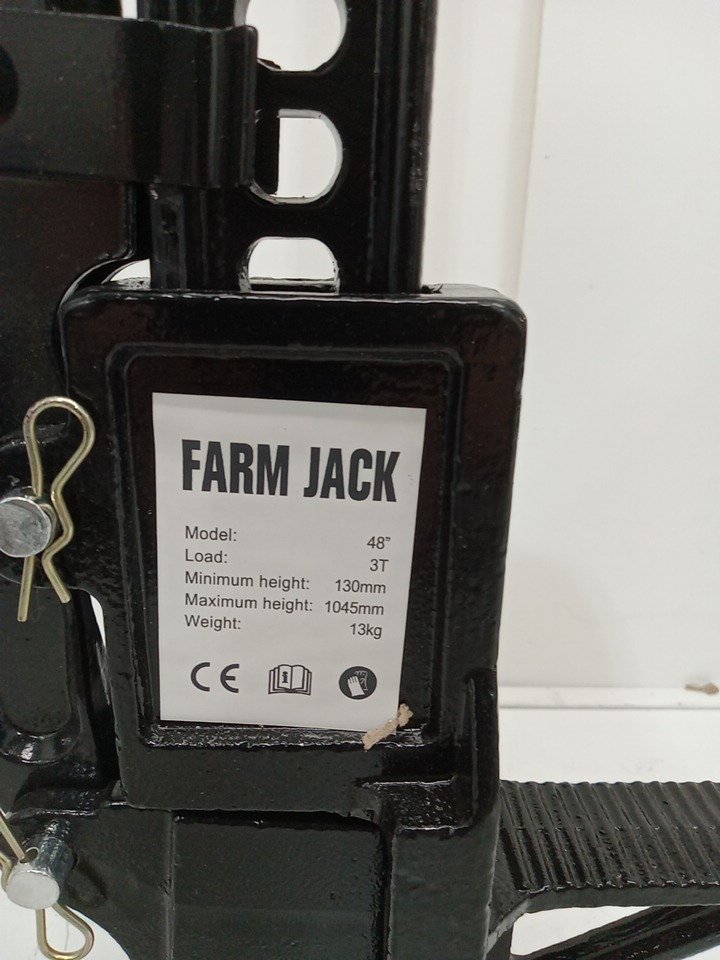 FARM JACK
Model: 48”
Load: 3T
Minimum height: 130mm
Maximum height: 1045mm
Weight: 13kg
CE